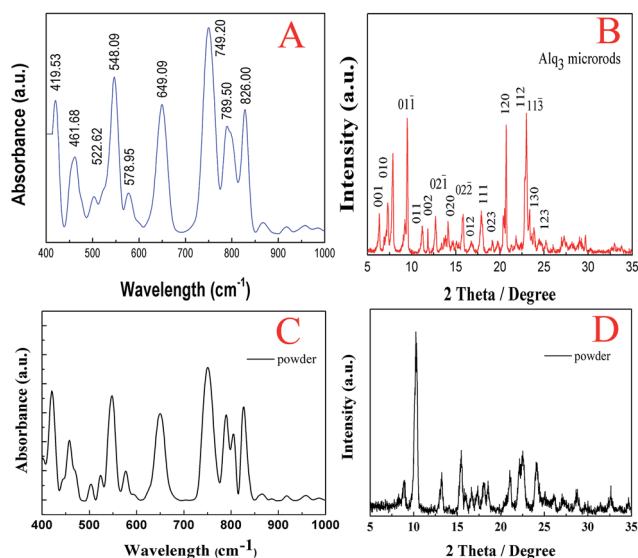 A
419.53
461.68
522.62
548.09
578.95
649.09
749.20
789.50
826.00
Absorbance (a.u.)
400 500 600 700 800 900 1000
Wavelength (cm-1)
B
Alq3 microrods
001
010
011̄
011
002
021̄
020
022̄
012
111
023
120
112
113̄
130
123
Intensity (a.u.)
5 10 15 20 25 30 35
2 Theta / Degree
C
powder
Absorbance (a.u.)
400 500 600 700 800 900 1000
Wavelength (cm-1)
D
powder
Intensity (a.u.)
5 10 15 20 25 30 35
2 Theta / Degree